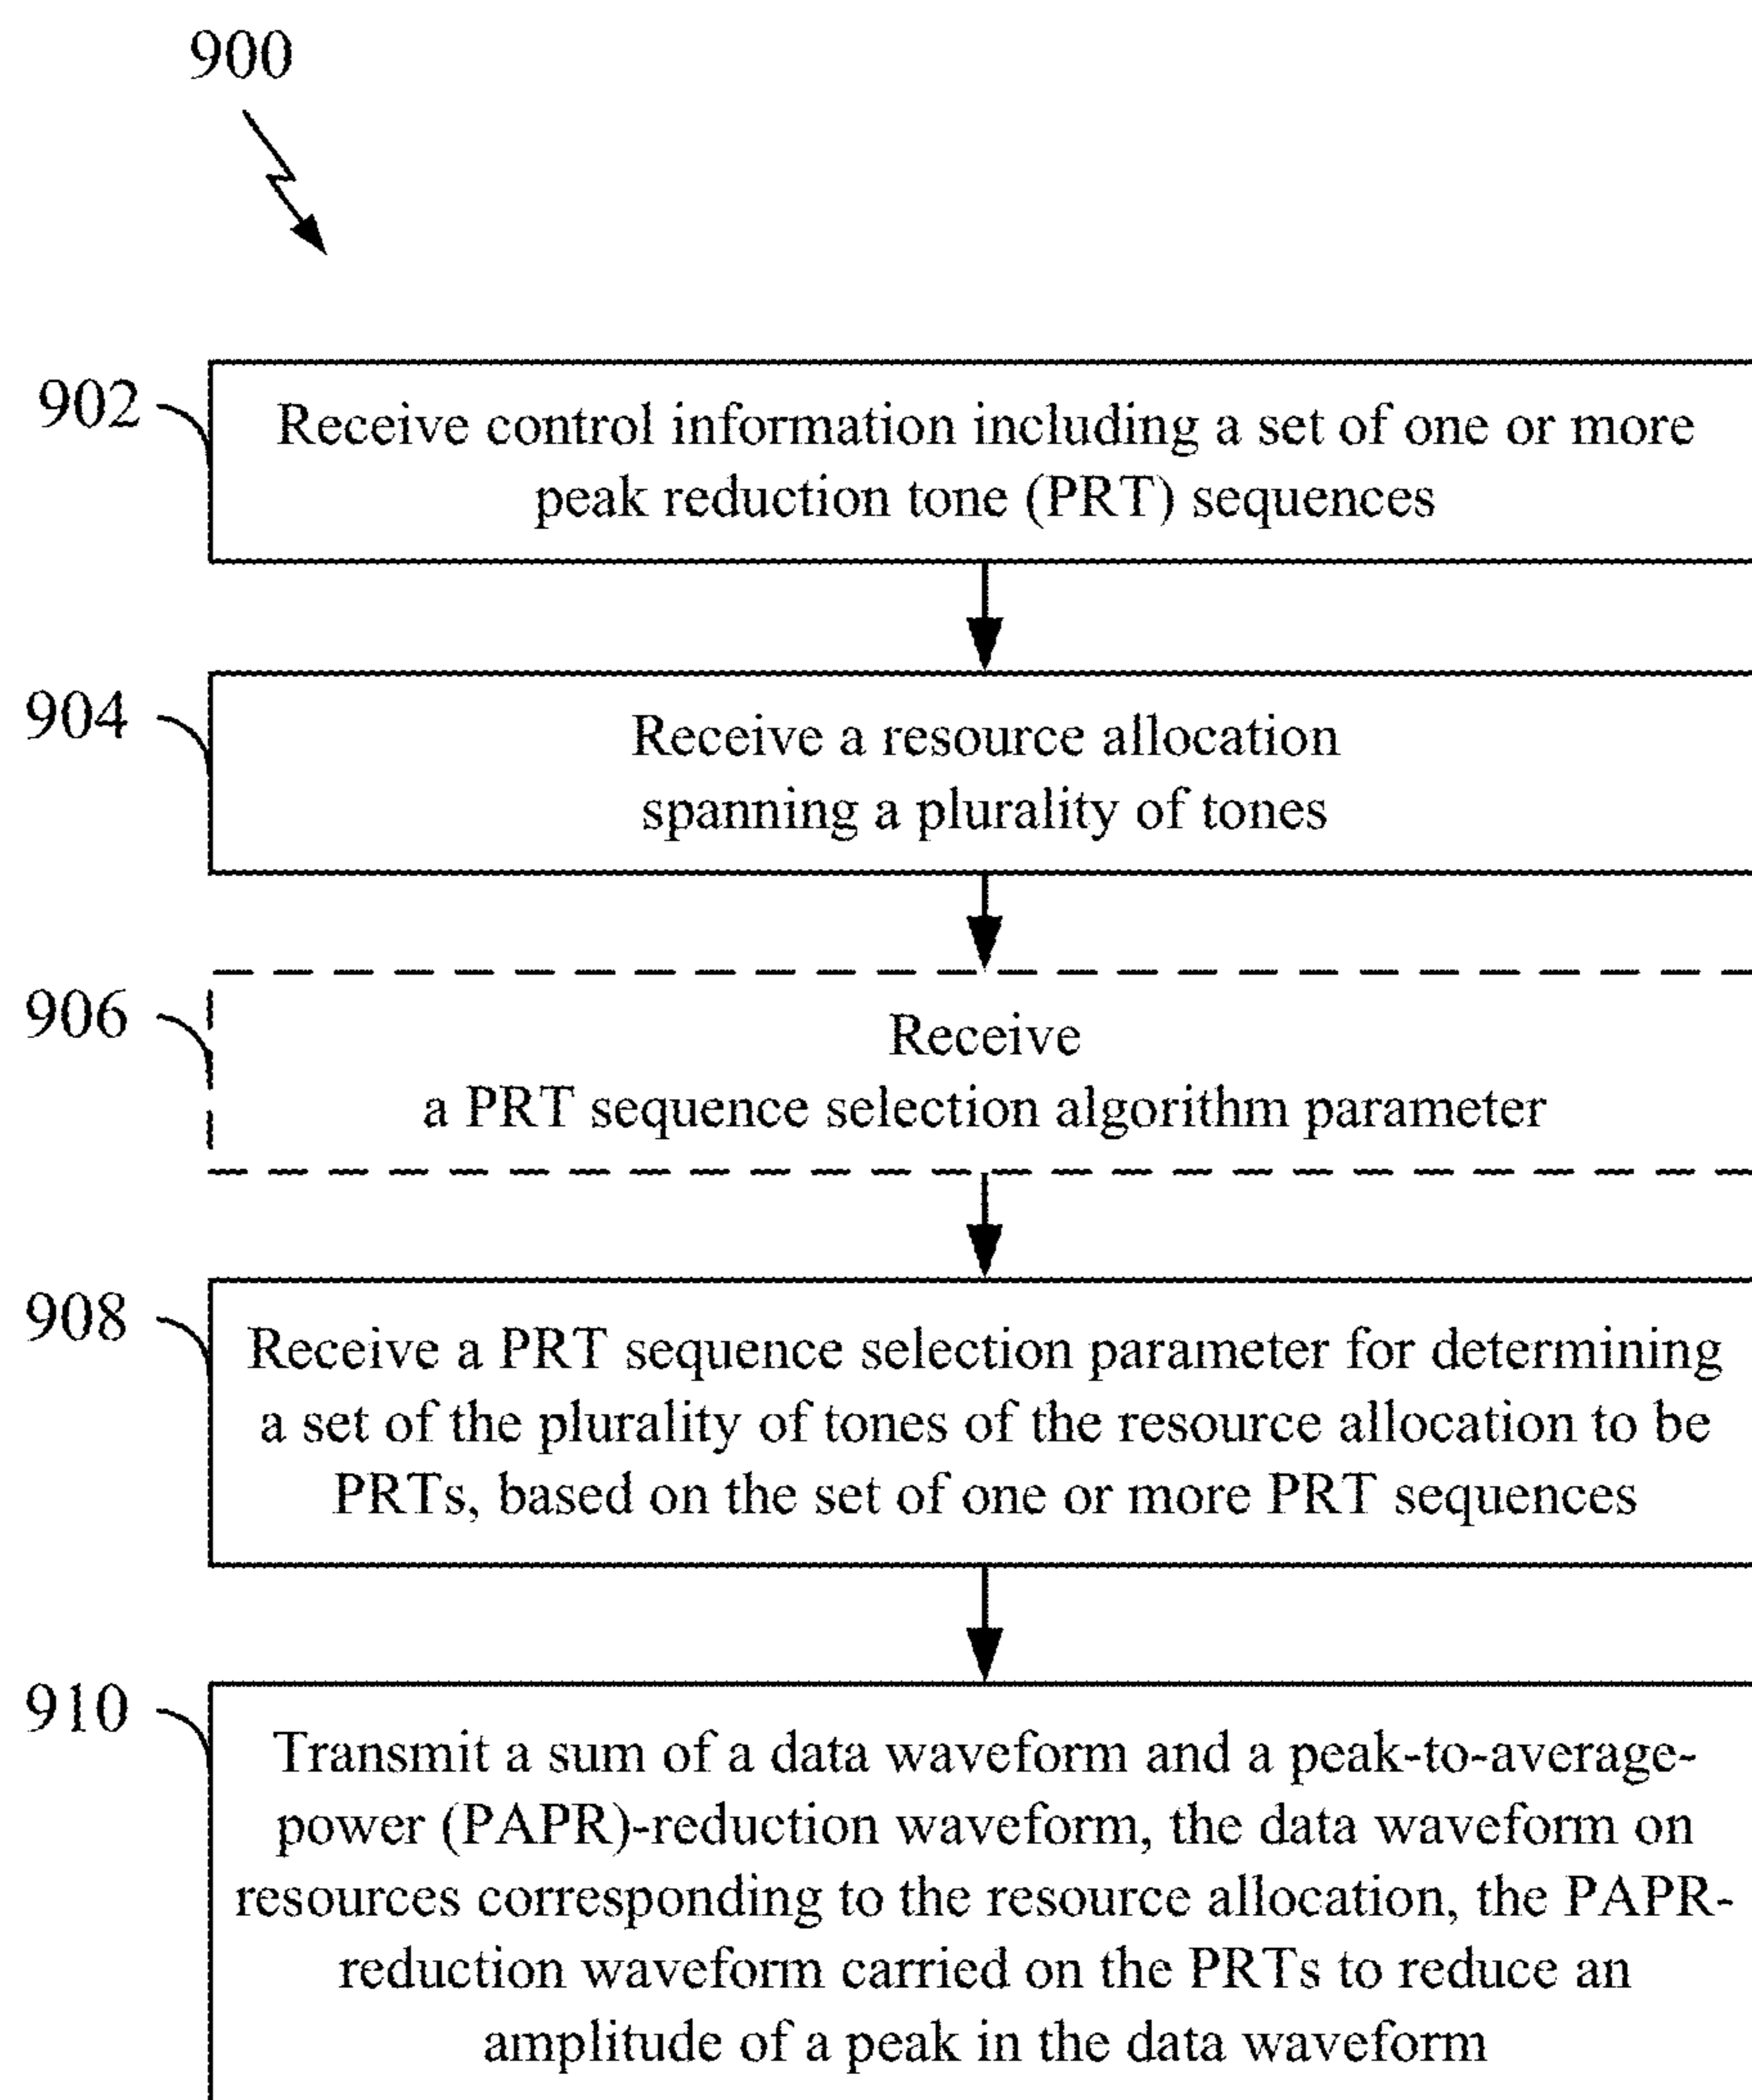 900
902
Receive control information including a set of one or more
peak reduction tone (PRT) sequences
904
Receive a resource allocation
spanning a plurality of tones
906
Receive
a PRT sequence selection algorithm parameter
908
Receive a PRT sequence selection parameter for determining
a set of the plurality of tones of the resource allocation to be
PRTs, based on the set of one or more PRT sequences
910
Transmit a sum of a data waveform and a peak-to-average-
power (PAPR)-reduction waveform, the data waveform on
resources corresponding to the resource allocation, the PAPR-
reduction waveform carried on the PRTs to reduce an
amplitude of a peak in the data waveform